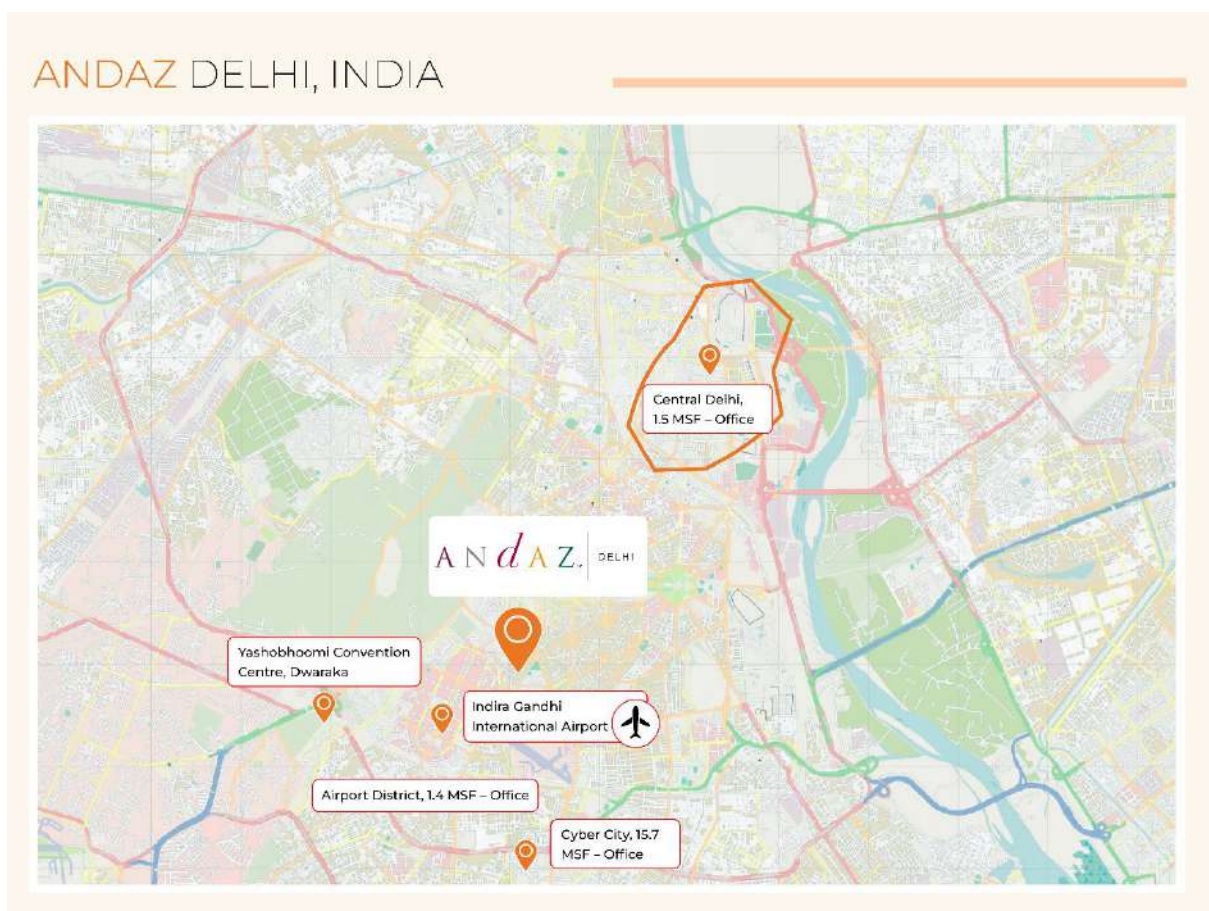 ANDAZ DELHI, INDIA
Central Delhi,
1.5 MSF – Office
ANdAZ DELHI
Yashobhoomi Convention
Centre, Dwaraka
Indira Gandhi
International Airport
Airport District, 1.4 MSF – Office
Cyber City, 15.7
MSF – Office